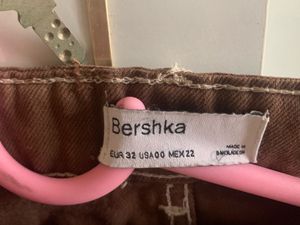 Bershka
EUR 32 USA 00 MEX 22
MADE IN
BANGLADESH